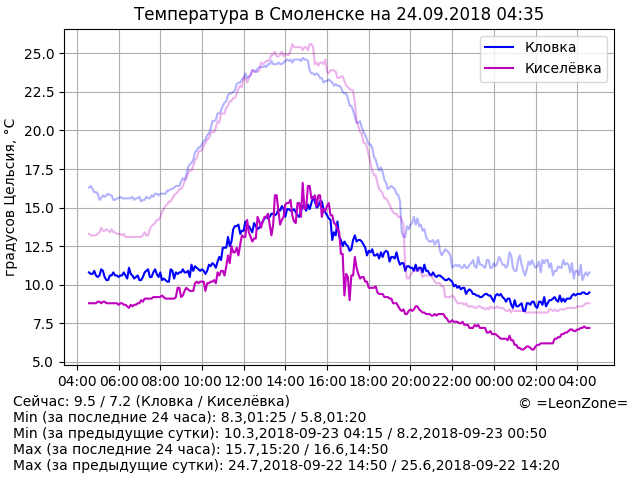 Температура в Смоленске на 24.09.2018 04:35
Кловка
Киселёвка
градусов Цельсия, °C
25.0
22.5
20.0
17.5
15.0
12.5
10.0
7.5
5.0
04:00 06:00 08:00 10:00 12:00 14:00 16:00 18:00 20:00 22:00 00:00 02:00 04:00
Сейчас: 9.5 / 7.2 (Кловка / Киселёвка)
© =LeonZone=
Min (за последние 24 часа): 8.3,01:25 / 5.8,01:20
Min (за предыдущие сутки): 10.3,2018-09-23 04:15 / 8.2,2018-09-23 00:50
Max (за последние 24 часа): 15.7,15:20 / 16.6,14:50
Max (за предыдущие сутки): 24.7,2018-09-22 14:50 / 25.6,2018-09-22 14:20